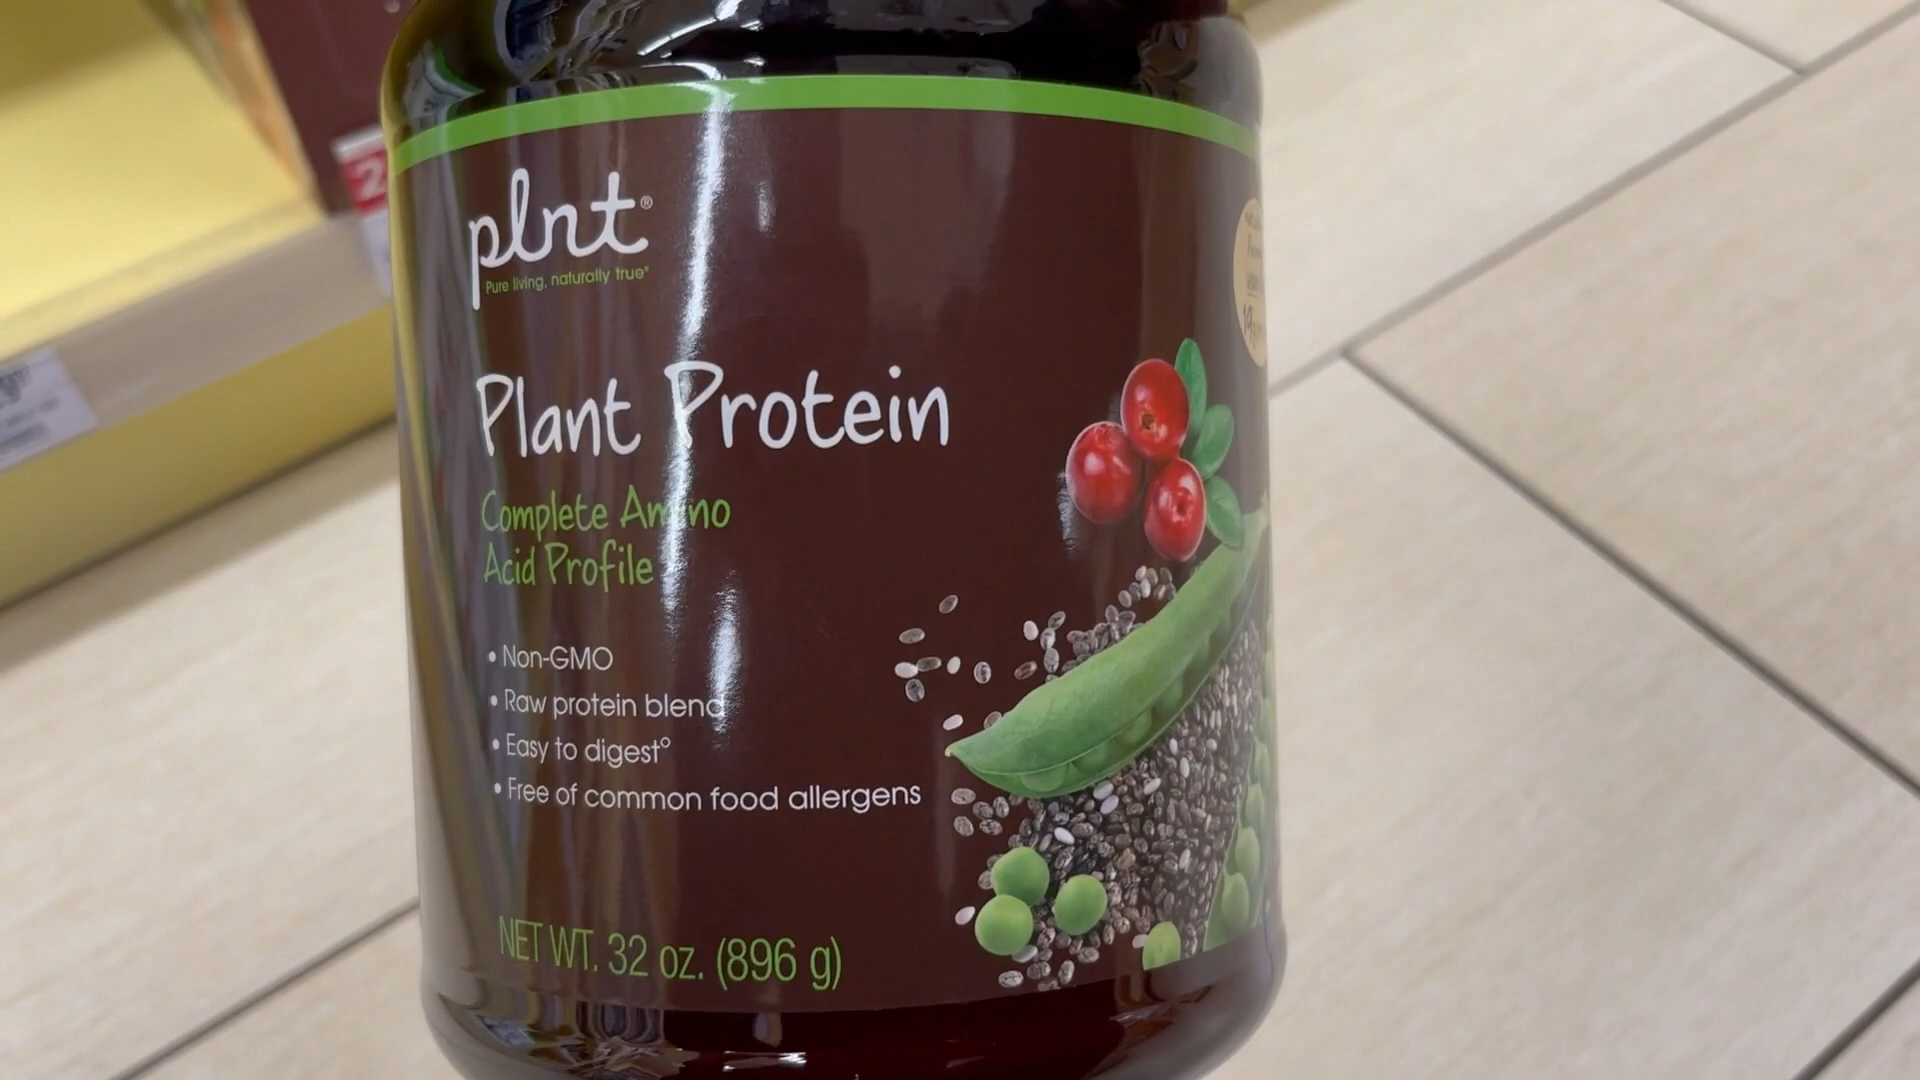 plnt®
Pure living, naturally true®
Plant Protein
Complete Amino
Acid Profile
• Non-GMO
• Raw protein blend
• Easy to digest°
• Free of common food allergens
NET WT. 32 oz. (896 g)
2